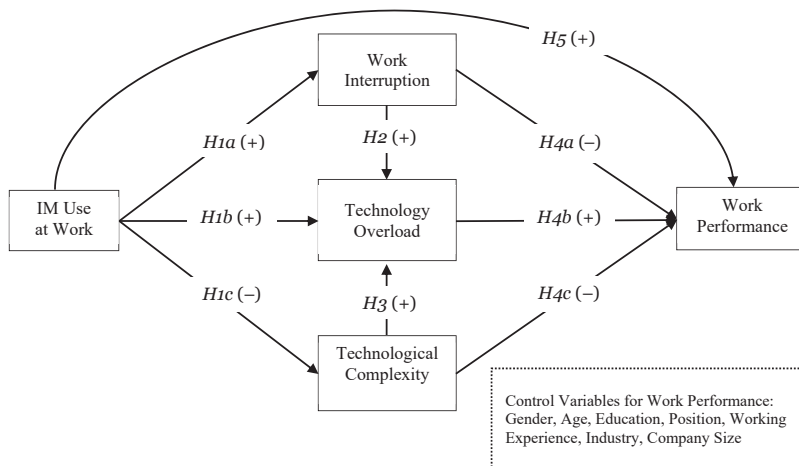 H5 (+)
Work
Interruption
H1a (+)
H2 (+)
H4a (–)
IM Use
at Work
H1b (+)
Technology
Overload
H4b (+)
Work
Performance
H1c (–)
H3 (+)
H4c (–)
Technological
Complexity
Control Variables for Work Performance:
Gender, Age, Education, Position, Working
Experience, Industry, Company Size